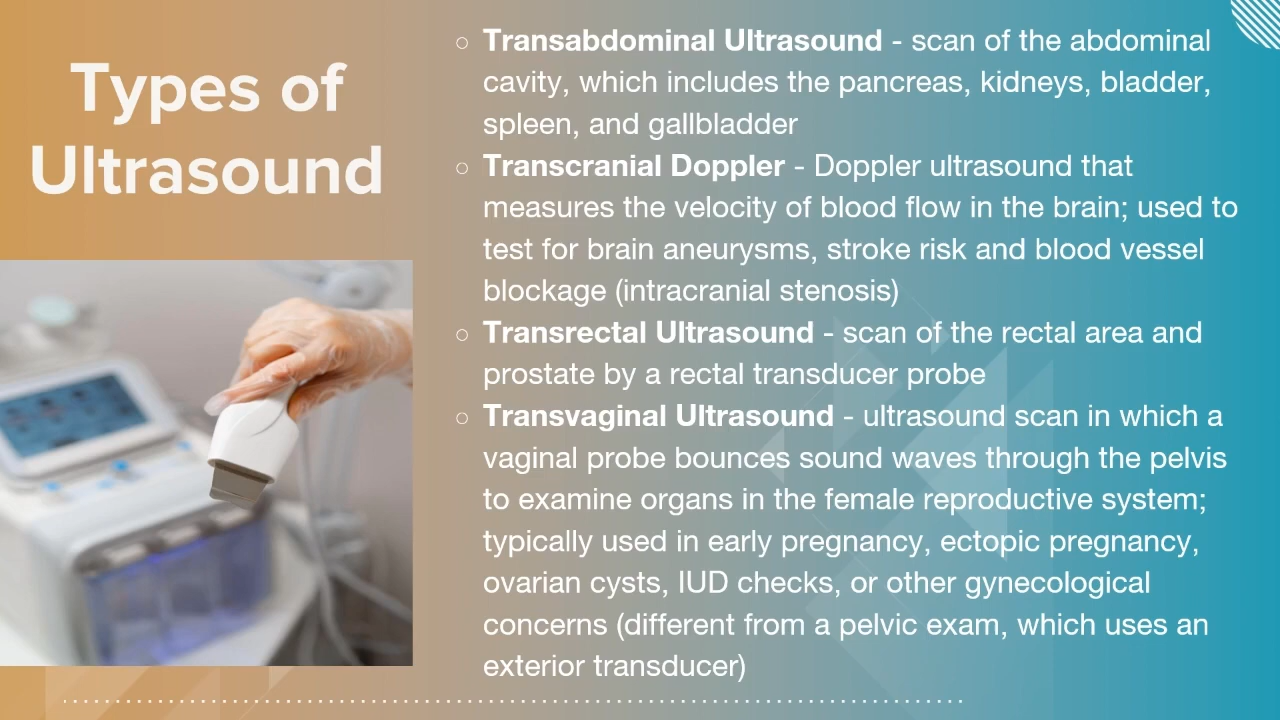 Types of
Ultrasound
Transabdominal Ultrasound - scan of the abdominal
cavity, which includes the pancreas, kidneys, bladder,
spleen, and gallbladder
Transcranial Doppler - Doppler ultrasound that
measures the velocity of blood flow in the brain; used to
test for brain aneurysms, stroke risk and blood vessel
blockage (intracranial stenosis)
Transrectal Ultrasound - scan of the rectal area and
prostate by a rectal transducer probe
Transvaginal Ultrasound - ultrasound scan in which a
vaginal probe bounces sound waves through the pelvis
to examine organs in the female reproductive system;
typically used in early pregnancy, ectopic pregnancy,
ovarian cysts, IUD checks, or other gynecological
concerns (different from a pelvic exam, which uses an
exterior transducer)